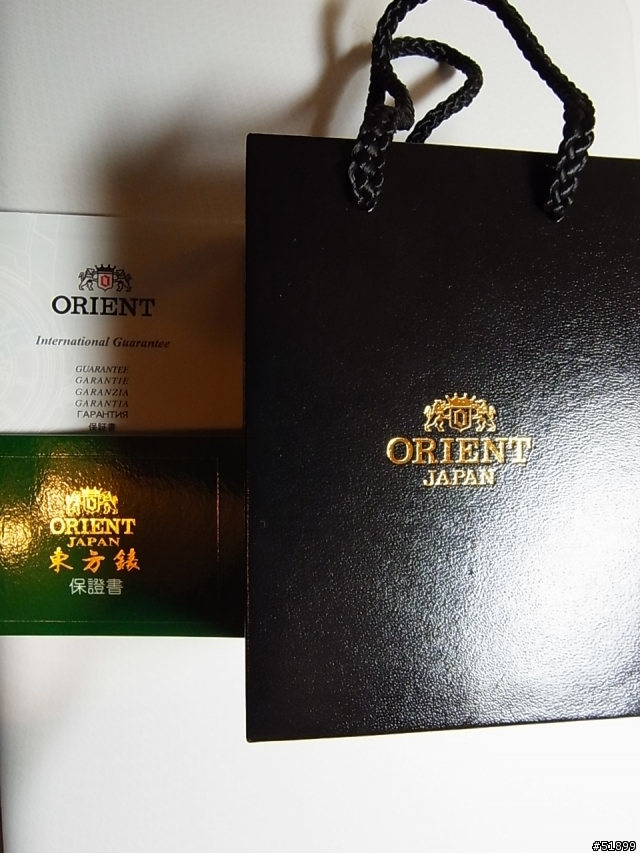 ORIENT
International Guarantee
GUARANTEE
GARANTIE
GARANZIA
GARANTIA
ГАРАНТИЯ
保証書
ORIENT
JAPAN
東方錶
保證書
ORIENT
JAPAN
#51899